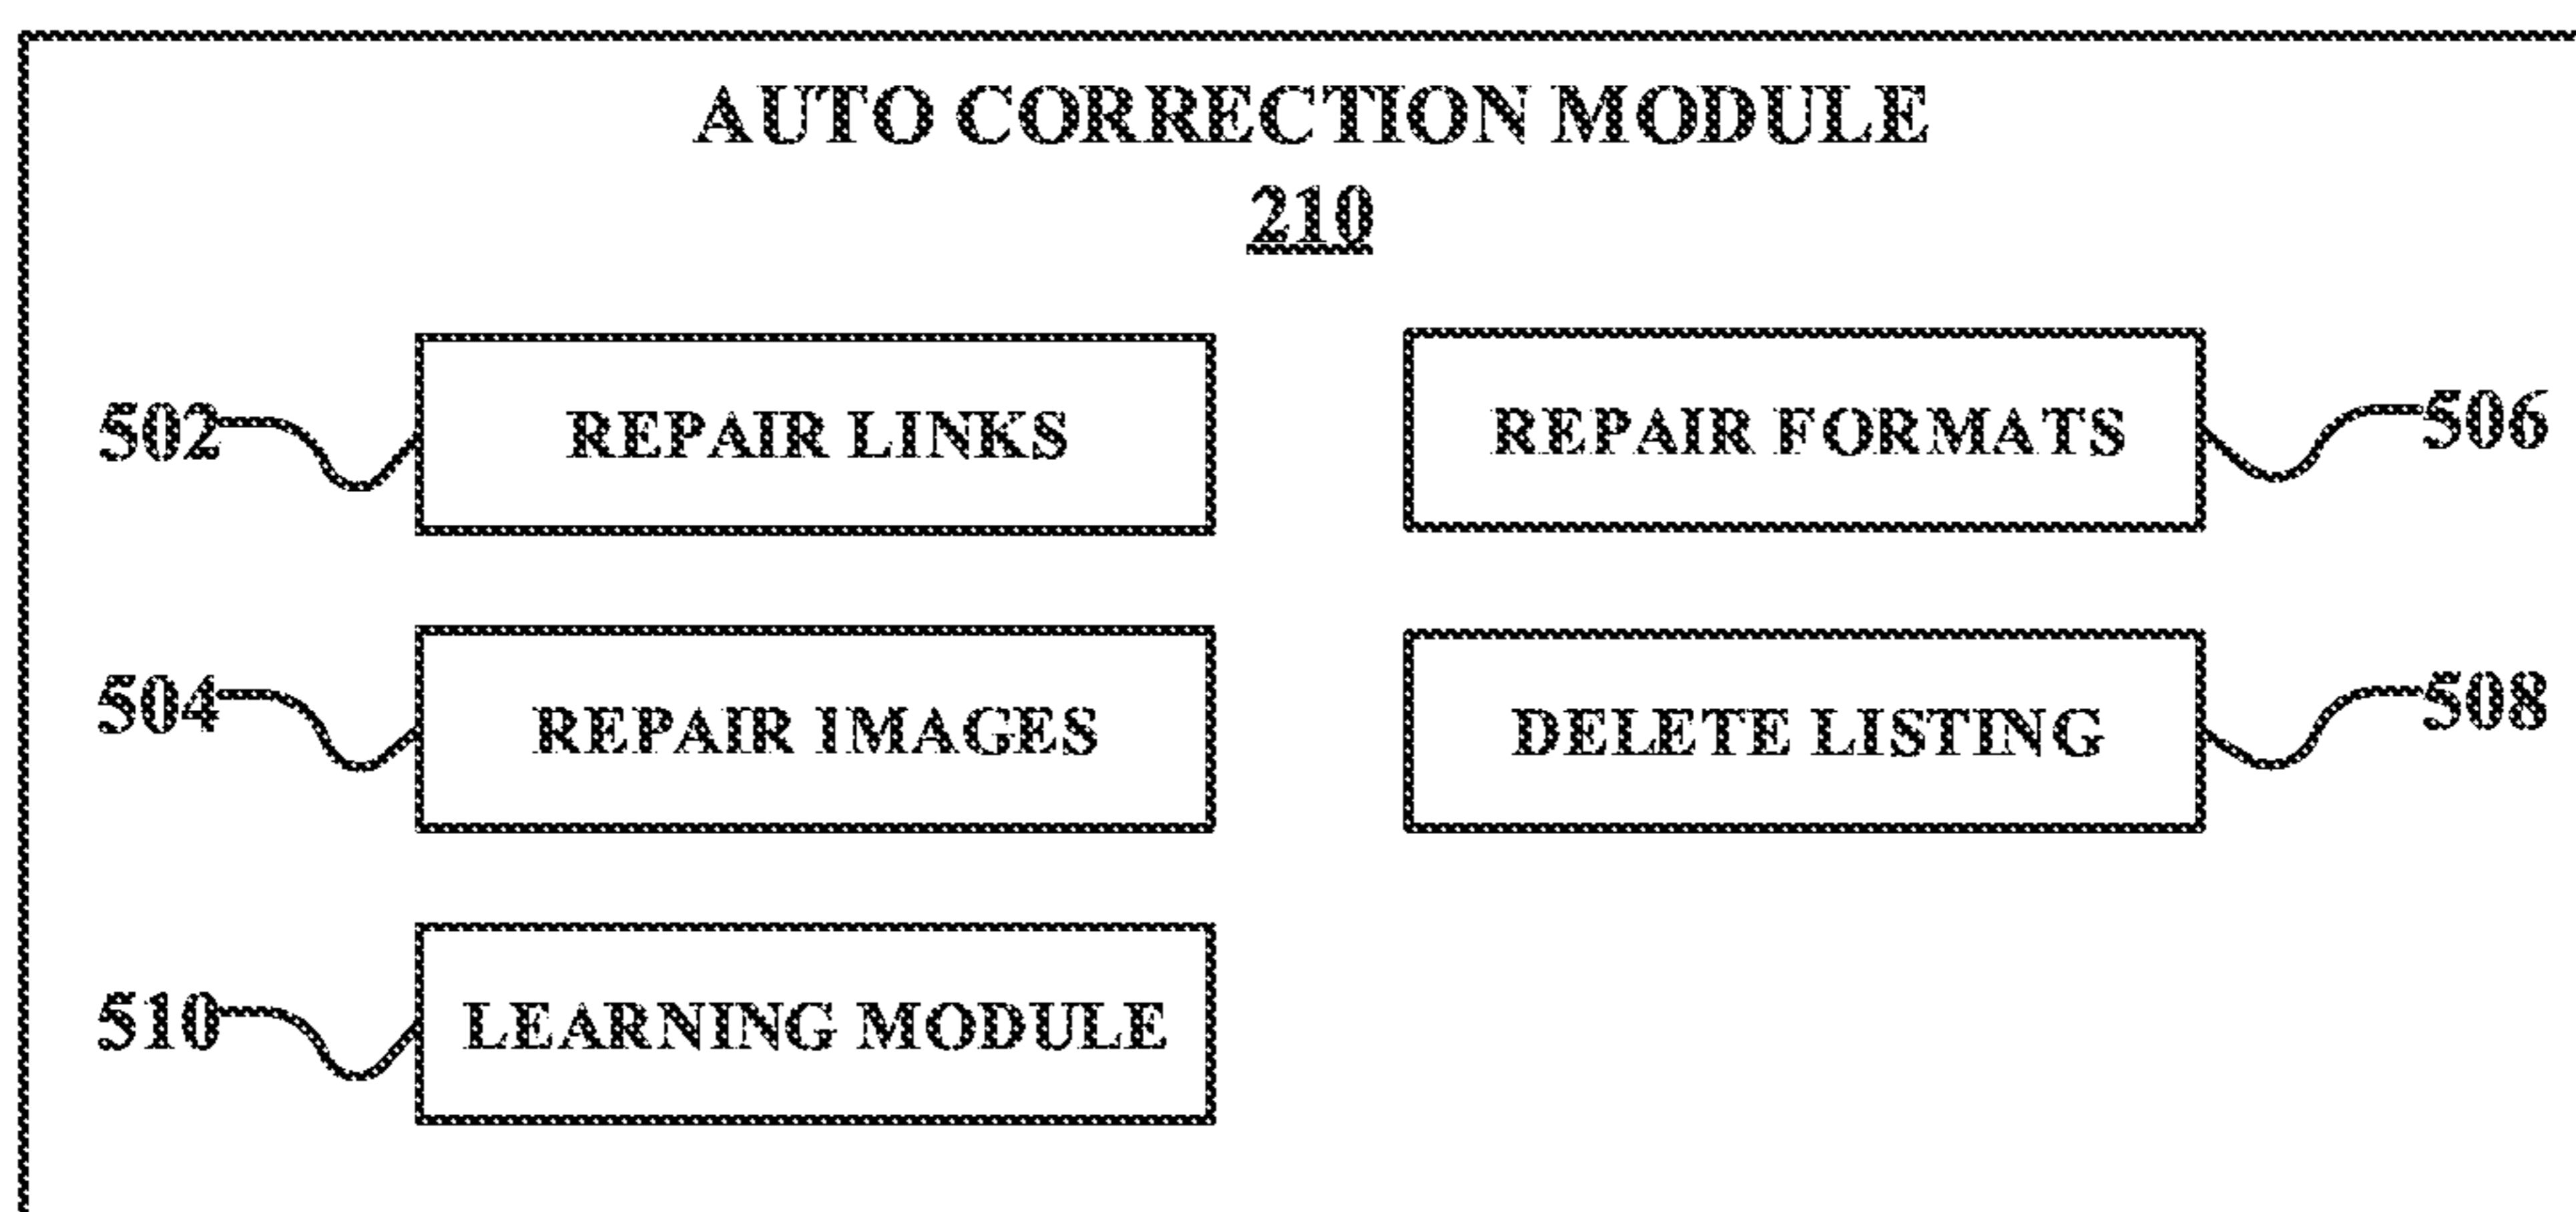 AUTO CORRECTION MODULE
210
502 REPAIR LINKS REPAIR FORMATS 506
504 REPAIR IMAGES DELETE LISTING 508
510 LEARNING MODULE